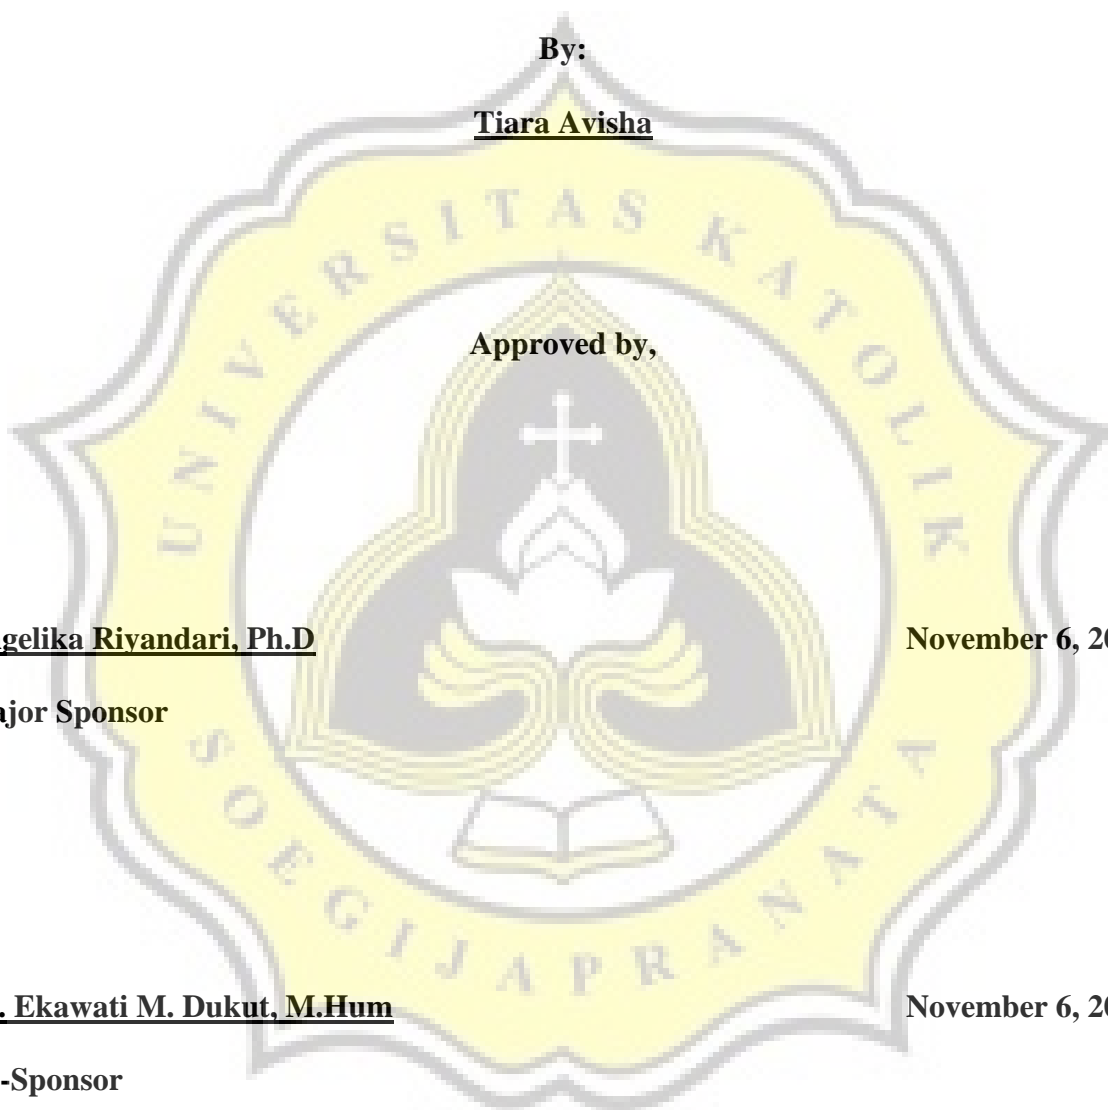 By:
Tiara Avisha
UNIVERSITAS KATOLIK
Approved by,
gelika Riyandari, Ph.D November 6, 20
ajor Sponsor
SOEGIJAPRANATA
. Ekawati M. Dukut, M.Hum November 6, 20
-Sponsor